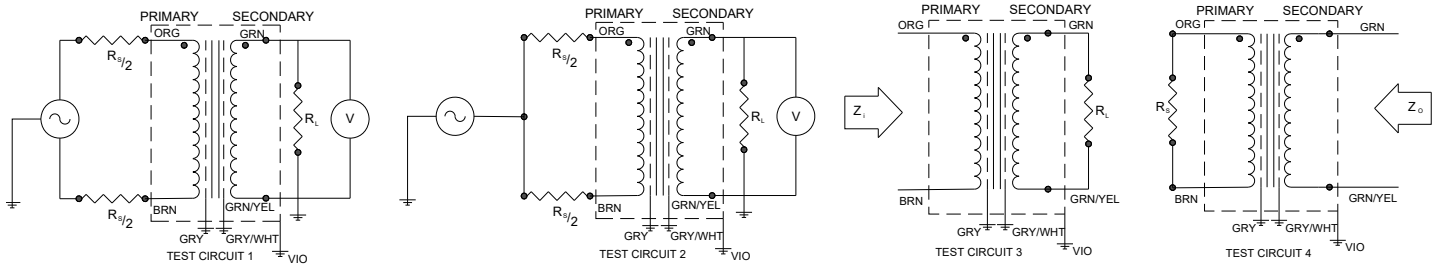 PRIMARY SECONDARY
ORG GRN
Rs/2
RL
V
Rs/2
BRN GRN/YEL
GRY GRY/WHT
VIO
TEST CIRCUIT 1
PRIMARY SECONDARY
ORG GRN
Rs/2
RL
V
Rs/2
BRN GRN/YEL
GRY GRY/WHT
VIO
TEST CIRCUIT 2
PRIMARY SECONDARY
ORG GRN
ZI
RL
BRN GRN/YEL
GRY GRY/WHT
VIO
TEST CIRCUIT 3
PRIMARY SECONDARY
ORG GRN
Rs
ZO
BRN GRN/YEL
GRY GRY/WHT
VIO
TEST CIRCUIT 4